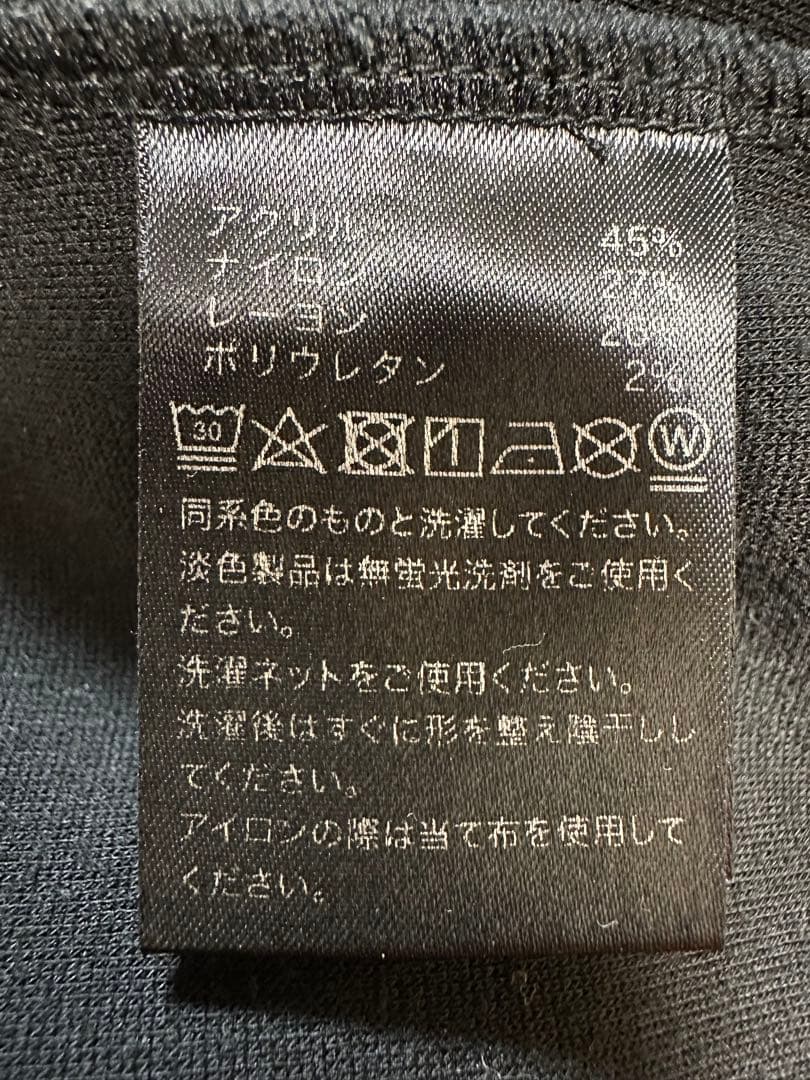 アクリル 45%
ナイロン 27%
レーヨン 26%
ポリウレタン 2%
30 W
同系色のものと洗濯してください。
淡色製品は無蛍光洗剤をご使用く
ださい。
洗濯ネットをご使用ください。
洗濯後はすぐに形を整え陰干しし
てください。
アイロンの際は当て布を使用して
ください。